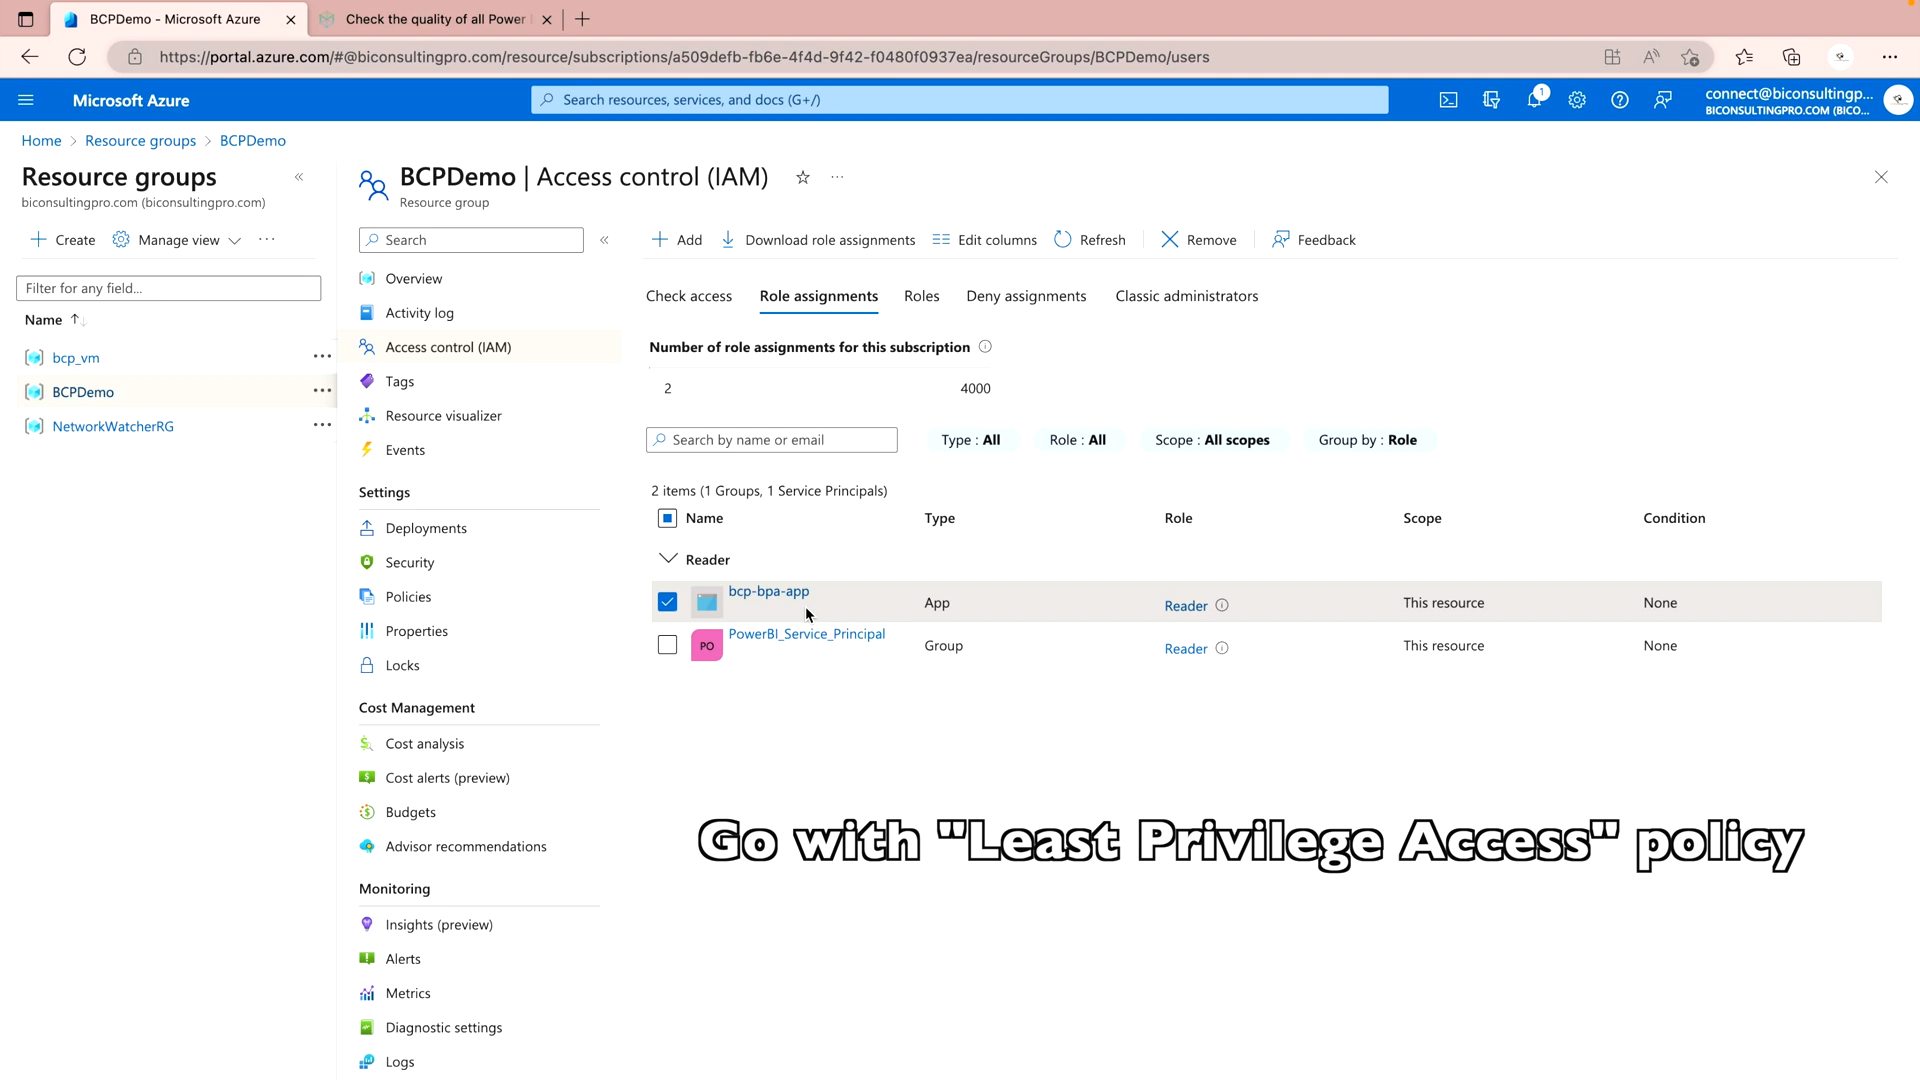 BCPDemo - Microsoft Azure
Check the quality of all Power
https://portal.azure.com/#@biconsultingpro.com/resource/subscriptions/a509defb-fb6e-4f4d-9f42-f0480f0937ea/resourceGroups/BCPDemo/users
Microsoft Azure
Search resources, services, and docs (G+/)
1
connect@biconsultingp...
BICONSULTINGPRO.COM (BICO...
Home > Resource groups > BCPDemo
Resource groups
biconsultingpro.com (biconsultingpro.com)
Create
Manage view
Filter for any field...
Name
bcp_vm
BCPDemo
NetworkWatcherRG
BCPDemo | Access control (IAM)
Resource group
Search
Overview
Activity log
Access control (IAM)
Tags
Resource visualizer
Events
Settings
Deployments
Security
Policies
Properties
Locks
Cost Management
Cost analysis
Cost alerts (preview)
Budgets
Advisor recommendations
Monitoring
Insights (preview)
Alerts
Metrics
Diagnostic settings
Logs
Add
Download role assignments
Edit columns
Refresh
Remove
Feedback
Check access
Role assignments
Roles
Deny assignments
Classic administrators
Number of role assignments for this subscription
2 4000
Search by name or email
Type : All
Role : All
Scope : All scopes
Group by : Role
2 items (1 Groups, 1 Service Principals)
Name Type Role Scope Condition
Reader
bcp-bpa-app App Reader This resource None
PO PowerBI_Service_Principal Group Reader This resource None
Go with "Least Privilege Access" policy